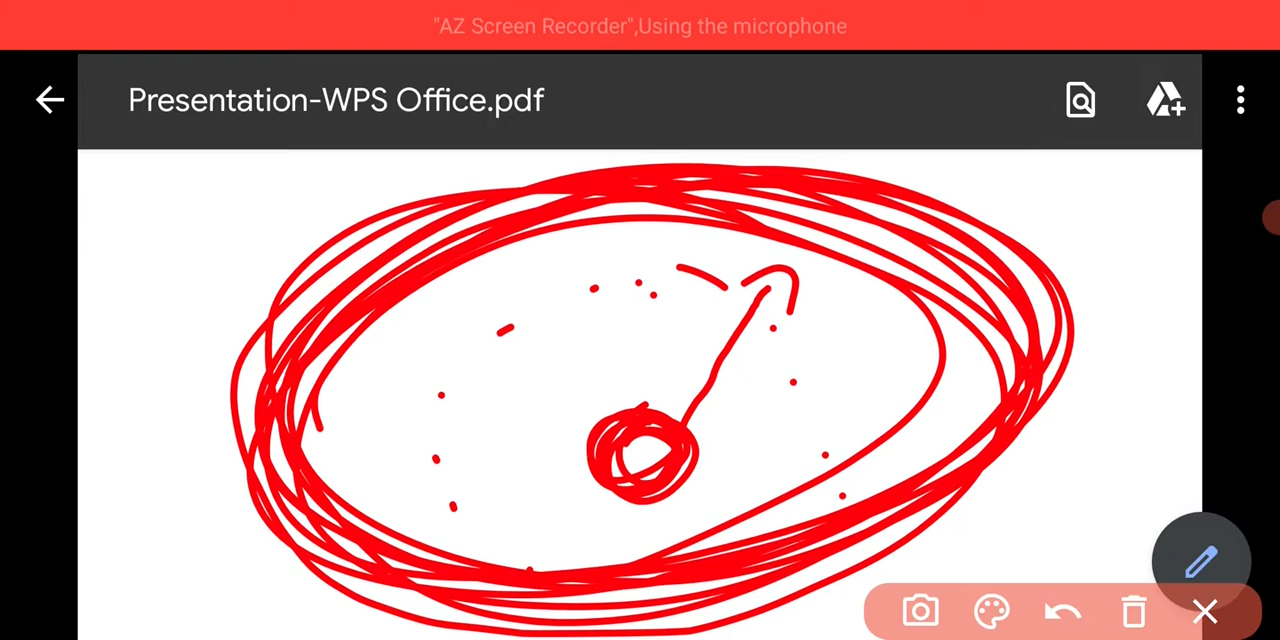 "AZ Screen Recorder",Using the microphone
Presentation-WPS Office.pdf